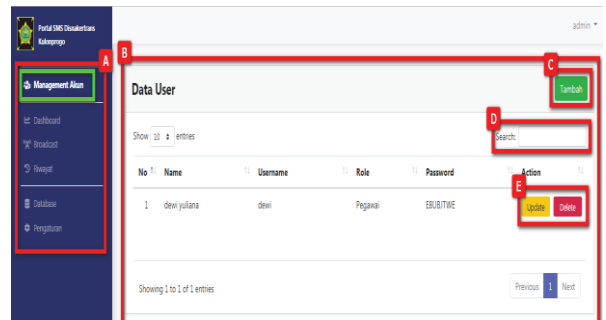 Portal SMS Disnakertrans
Kulonprogo
admin
A
B
C
Management Akun
Data User
Tambah
Dashboard
D
Show 10 entries
Search:
Broadcast
Riwayat
No Name Username Role Password Action
E
Database
1 dewi yuliana dewi Pegawai EBUBJTWE Update Delete
Pengaturan
Showing 1 to 1 of 1 entries
Previous 1 Next